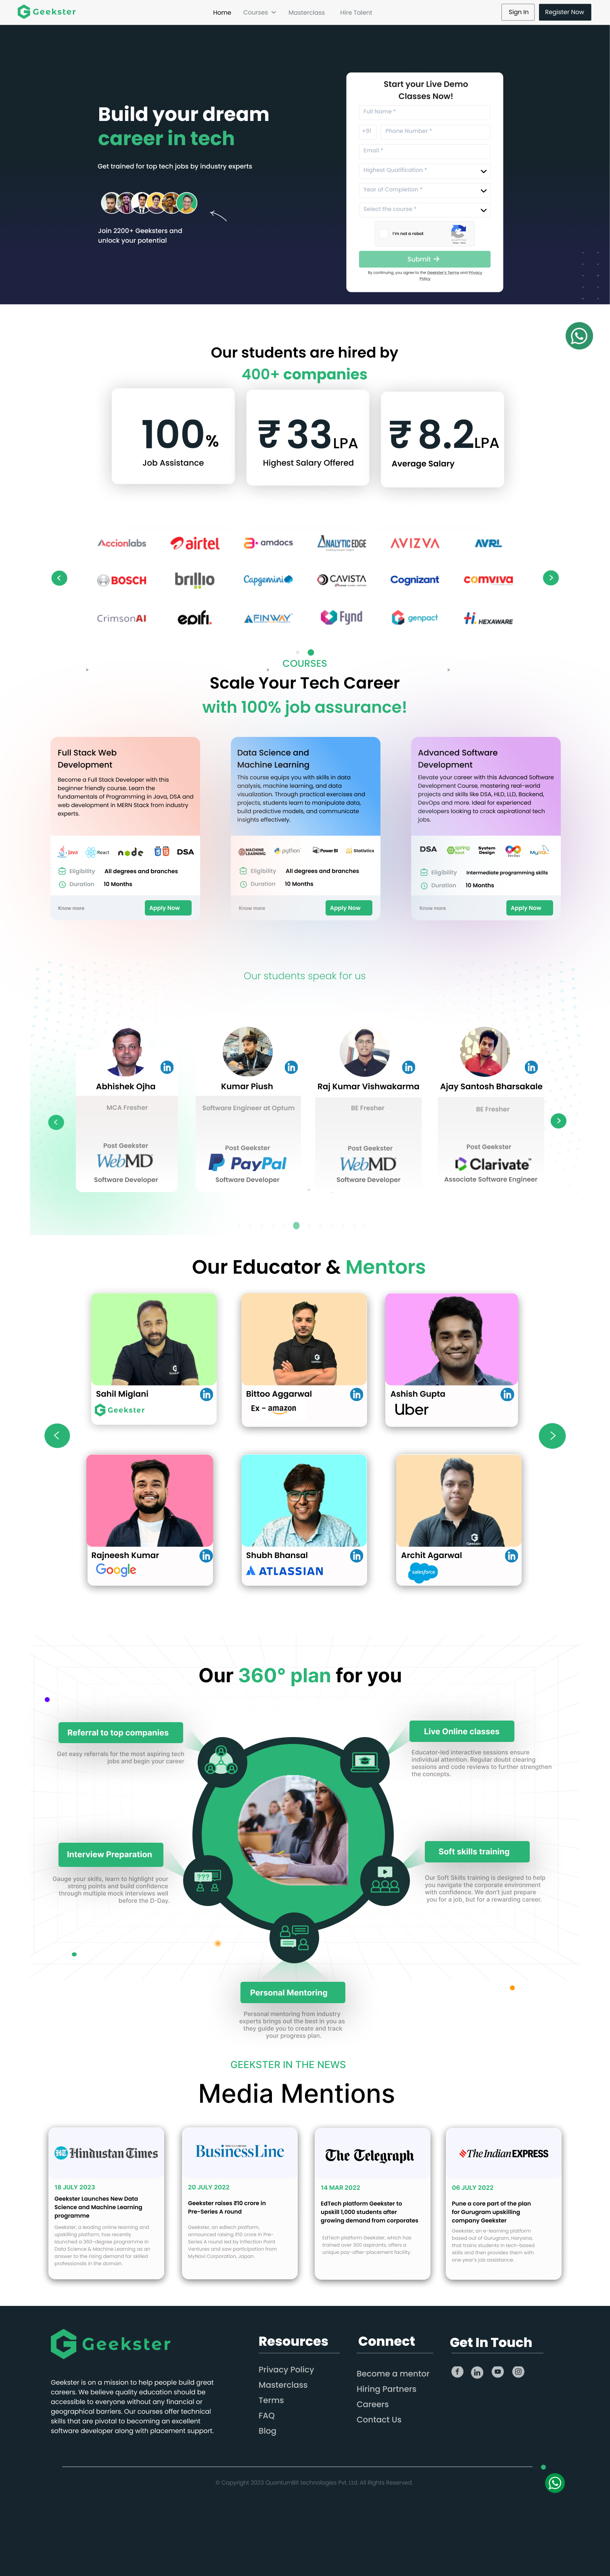 Geekster
Home
Courses
Masterclass
Hire Talent
Sign In
Register Now
Build your dream
career in tech
Get trained for top tech jobs by industry experts
Join 2200+ Geeksters and
unlock your potential
Start your Live Demo
Classes Now!
Full Name *
+91
Phone Number *
Email *
Highest Qualification *
Year of Completion *
Select the course *
I'm not a robot
Submit →
By continuing, you agree to the Geekster's Terms and Privacy
Policy
Our students are hired by
400+ companies
100%
Job Assistance
₹ 33 LPA
Highest Salary Offered
₹ 8.2 LPA
Average Salary
Accionlabs
airtel
amdocs
ANALYTIC EDGE
AVIZVA
AVRL
BOSCH
brillio
Capgemini
CAVISTA
Cognizant
comviva
CrimsonAI
epifi.
AFINWAY
Fynd
genpact
HEXAWARE
COURSES
Scale Your Tech Career
with 100% job assurance!
Full Stack Web
Development
Become a Full Stack Developer with this
beginner friendly course. Learn the
fundamentals of Programming in Java, DSA and
web development in MERN Stack from industry
experts.
Java
React
node
DSA
Eligibility
All degrees and branches
Duration
10 Months
Know more
Apply Now
Data Science and
Machine Learning
This course equips you with skills in data
analysis, machine learning, and data
visualization. Through practical exercises and
projects, students learn to manipulate data,
build predictive models, and communicate
insights effectively.
MACHINE
LEARNING
python
Power BI
Statistics
Eligibility
All degrees and branches
Duration
10 Months
Know more
Apply Now
Advanced Software
Development
Elevate your career with this Advanced Software
Development Course, mastering real-world
projects and skills like DSA, HLD, LLD, Backend,
DevOps and more. Ideal for experienced
developers looking to crack aspirational tech
jobs.
DSA
spring
boot
System
Design
DevOps
MySQL
Eligibility
Intermediate programming skills
Duration
10 Months
Know more
Apply Now
Our students speak for us
Abhishek Ojha
MCA Fresher
Post Geekster
WebMD
Software Developer
Kumar Piush
Software Engineer at Optum
Post Geekster
PayPal
Software Developer
Raj Kumar Vishwakarma
BE Fresher
Post Geekster
WebMD
Software Developer
Ajay Santosh Bharsakale
BE Fresher
Post Geekster
Clarivate™
Associate Software Engineer
Our Educator & Mentors
Sahil Miglani
Geekster
Bittoo Aggarwal
Ex - amazon
Ashish Gupta
Uber
Rajneesh Kumar
Google
Shubh Bhansal
ATLASSIAN
Archit Agarwal
salesforce
Our 360° plan for you
Referral to top companies
Get easy referrals for the most aspiring tech
jobs and begin your career
Live Online classes
Educator-led interactive sessions ensure
individual attention. Regular doubt clearing
sessions and code reviews to further strengthen
the concepts.
Interview Preparation
Gauge your skills, learn to highlight your
strong points and build confidence
through multiple mock interviews well
before the D-Day.
???
Soft skills training
Our Soft Skills training is designed to help
you navigate the corporate environment
with confidence. We don't just prepare
you for a job, but for a rewarding career.
Personal Mentoring
Personal mentoring from industry
experts brings out the best in you as
they guide you to create and track
your progress plan.
GEEKSTER IN THE NEWS
Media Mentions
HT Hindustan Times
18 JULY 2023
Geekster Launches New Data
Science and Machine Learning
programme
Geekster, a leading online learning and
upskilling platform, has recently
launched a 360-degree programme in
Data Science & Machine Learning as an
answer to the rising demand for skilled
professionals in the domain.
BusinessLine
20 JULY 2022
Geekster raises ₹10 crore in
Pre-Series A round
Geekster, an edtech platform,
announced raising ₹10 crore in Pre-
Series A round led by Inflection Point
Ventures and saw participation from
MyNavi Corporation, Japan.
The Telegraph
14 MAR 2022
EdTech platform Geekster to
upskill 1,000 students after
growing demand from corporates
EdTech platform Geekster, which has
trained over 300 aspirants, offers a
unique pay-after-placement facility.
The Indian EXPRESS
06 JULY 2022
Pune a core part of the plan
for Gurugram upskilling
company Geekster
Geekster, an e-learning platform
based out of Gurugram, Haryana,
that trains students in tech-based
skills and then provides them with
one year's job assistance.
Geekster
Geekster is on a mission to help people build great
careers. We believe quality education should be
accessible to everyone without any financial or
geographical barriers. Our courses offer technical
skills that are pivotal to becoming an excellent
software developer along with placement support.
Resources
Privacy Policy
Masterclass
Terms
FAQ
Blog
Connect
Become a mentor
Hiring Partners
Careers
Contact Us
Get In Touch
© Copyright 2023 QuantumBit technologies Pvt. Ltd. All Rights Reserved.